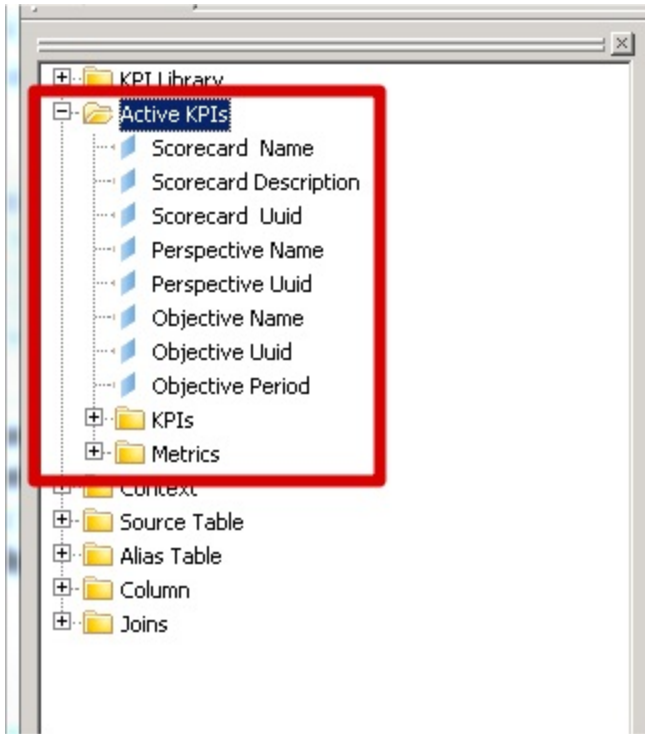 KPI Library
Active KPIs
Scorecard  Name
Scorecard Description
Scorecard  Uuid
Perspective Name
Perspective Uuid
Objective Name
Objective Uuid
Objective Period
KPIs
Metrics
Context
Source Table
Alias Table
Column
Joins